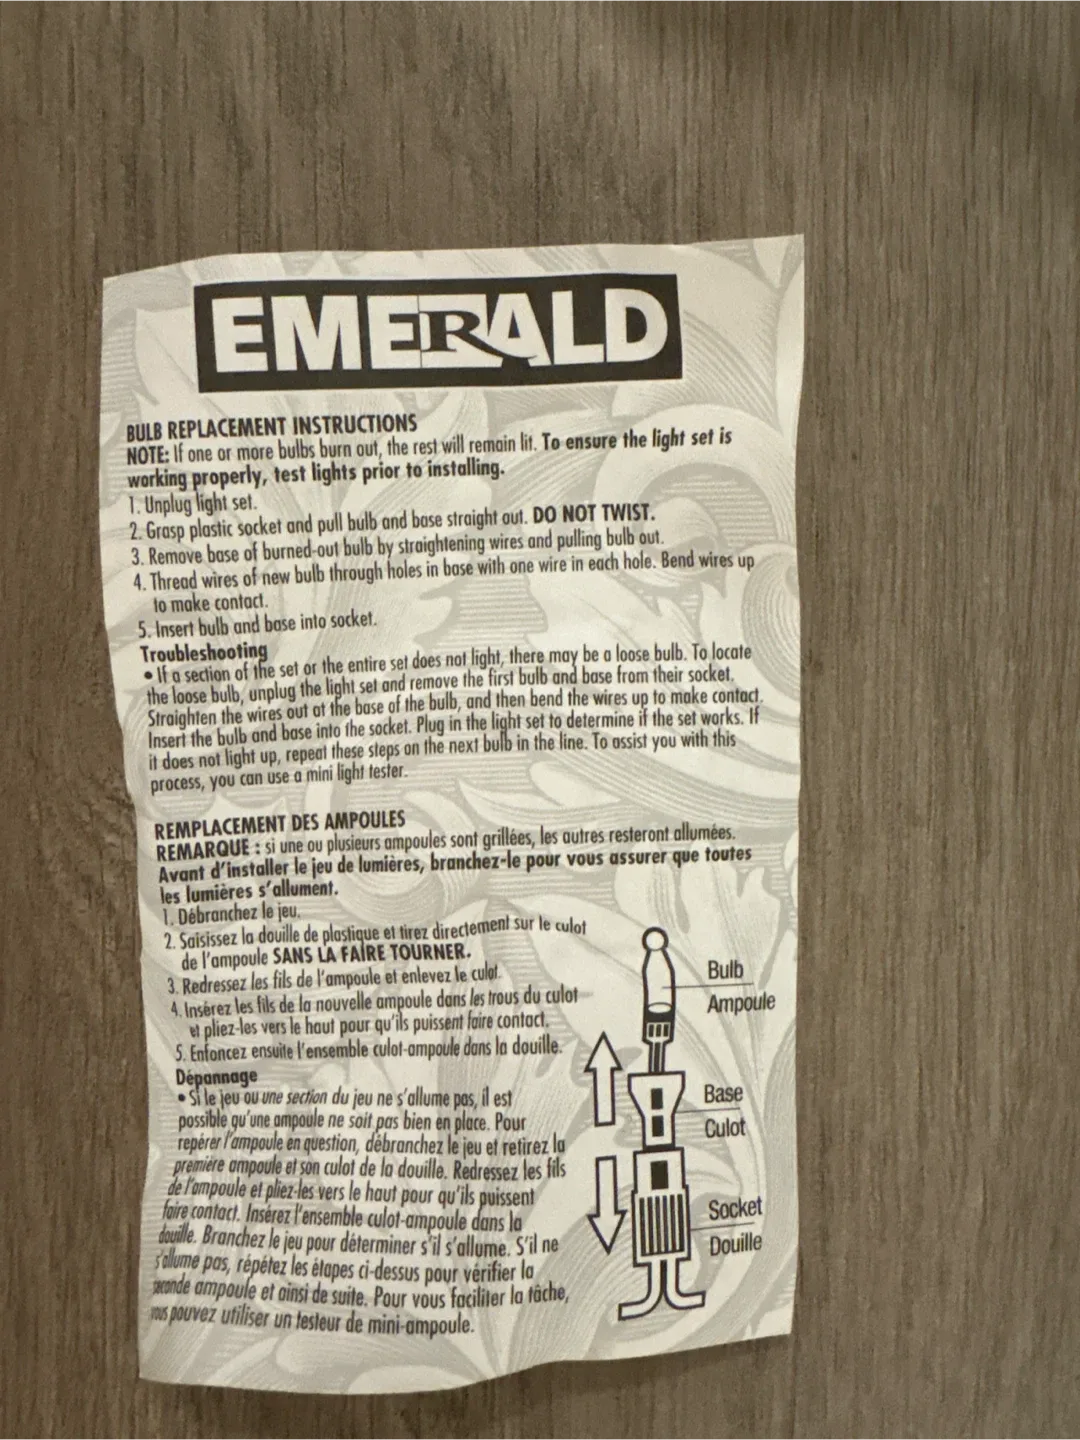 EMERALD
BULB REPLACEMENT INSTRUCTIONS
NOTE: If one or more bulbs burn out, the rest will remain lit. To ensure the light set is
working properly, test lights prior to installing.
1. Unplug light set.
2. Grasp plastic socket and pull bulb and base straight out. DO NOT TWIST.
3. Remove base of burned-out bulb by straightening wires and pulling bulb out.
4. Thread wires of new bulb through holes in base with one wire in each hole. Bend wires up
to make contact.
5. Insert bulb and base into socket.
Troubleshooting
• If a section of the set or the entire set does not light, there may be a loose bulb. To locate
the loose bulb, unplug the light set and remove the first bulb and base from their socket.
Straighten the wires out at the base of the bulb, and then bend the wires up to make contact.
Insert the bulb and base into the socket. Plug in the light set to determine if the set works. If
it does not light up, repeat these steps on the next bulb in the line. To assist you with this
process, you can use a mini light tester.
REMPLACEMENT DES AMPOULES
REMARQUE : si une ou plusieurs ampoules sont grillées, les autres resteront allumées.
Avant d'installer le jeu de lumières, branchez-le pour vous assurer que toutes
les lumières s'allument.
1. Débranchez le jeu.
2. Saisissez la douille de plastique et tirez directement sur le culot
de l'ampoule SANS LA FAIRE TOURNER.
3. Redressez les fils de l'ampoule et enlevez le culot.
4. Insérez les fils de la nouvelle ampoule dans les trous du culot
et pliez-les vers le haut pour qu'ils puissent faire contact.
5. Enfoncez ensuite l'ensemble culot-ampoule dans la douille.
Dépannage
• Si le jeu ou une section du jeu ne s'allume pas, il est
possible qu'une ampoule ne soit pas bien en place. Pour
repérer l'ampoule en question, débranchez le jeu et retirez la
première ampoule et son culot de la douille. Redressez les fils
de l'ampoule et pliez-les vers le haut pour qu'ils puissent
faire contact. Insérez l'ensemble culot-ampoule dans la
douille. Branchez le jeu pour déterminer s'il s'allume. S'il ne
s'allume pas, répétez les étapes ci-dessus pour vérifier la
seconde ampoule et ainsi de suite. Pour vous faciliter la tâche,
vous pouvez utiliser un testeur de mini-ampoule.
Bulb
Ampoule
Base
Culot
Socket
Douille